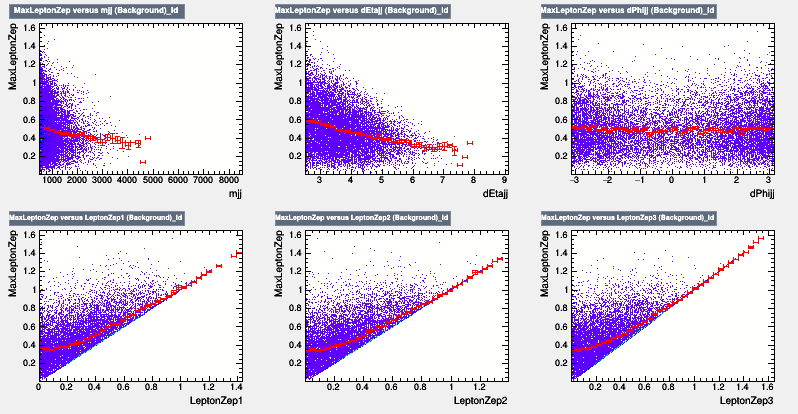 MaxLeptonZep versus mjj (Background)_Id
MaxLeptonZep
1.6
1.4
1.2
1
0.8
0.6
0.4
0.2
1000 2000 3000 4000 5000 6000 7000 8000
mjj
MaxLeptonZep versus dEtajj (Background)_Id
MaxLeptonZep
1.6
1.4
1.2
1
0.8
0.6
0.4
0.2
3 4 5 6 7 8 9
dEtajj
MaxLeptonZep versus dPhijj (Background)_Id
MaxLeptonZep
1.6
1.4
1.2
1
0.8
0.6
0.4
0.2
−3 −2 −1 0 1 2 3
dPhijj
MaxLeptonZep versus LeptonZep1 (Background)_Id
MaxLeptonZep
1.6
1.4
1.2
1
0.8
0.6
0.4
0.2
0 0.2 0.4 0.6 0.8 1 1.2 1.4
LeptonZep1
MaxLeptonZep versus LeptonZep2 (Background)_Id
MaxLeptonZep
1.6
1.4
1.2
1
0.8
0.6
0.4
0.2
0.2 0.4 0.6 0.8 1 1.2 1.4
LeptonZep2
MaxLeptonZep versus LeptonZep3 (Background)_Id
MaxLeptonZep
1.6
1.4
1.2
1
0.8
0.6
0.4
0.2
0.2 0.4 0.6 0.8 1 1.2 1.4 1.6
LeptonZep3